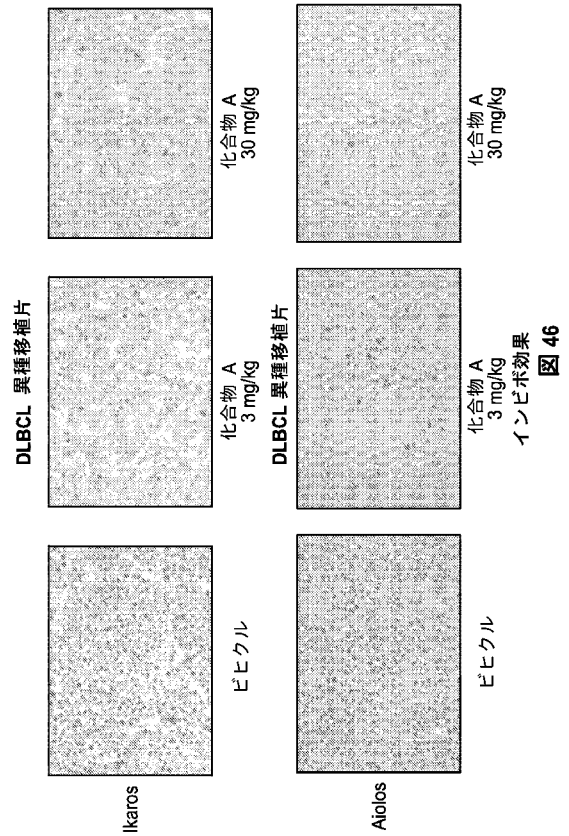 DLBCL 異種移植片
Ikaros
ビヒクル
化合物 A
3 mg/kg
化合物 A
30 mg/kg
DLBCL 異種移植片
Aiolos
ビヒクル
化合物 A
3 mg/kg
化合物 A
30 mg/kg
インビボ効果
図 46